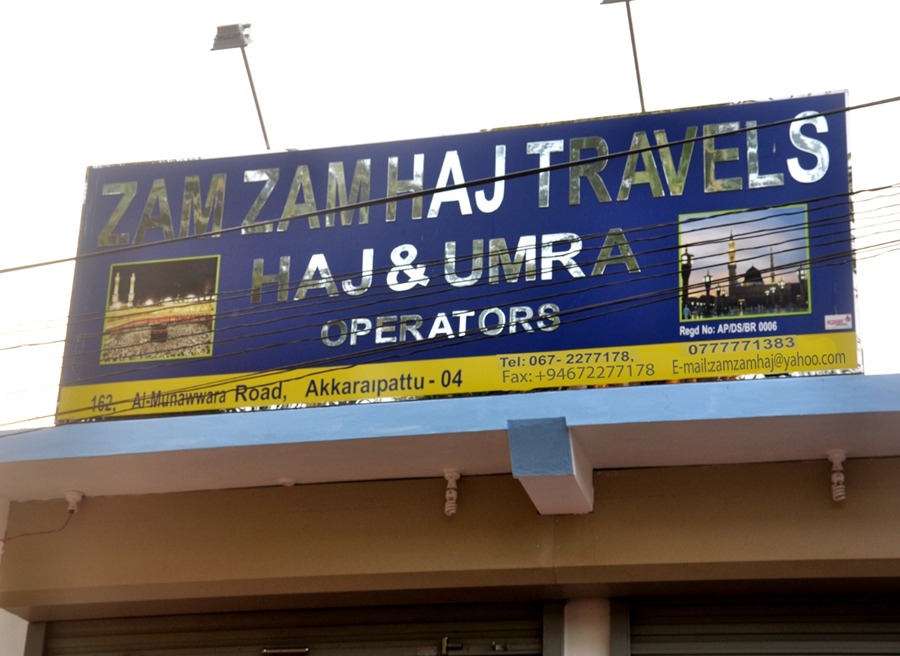 ZAM ZAM HAJ TRAVELS
HAJ & UMRA
OPERATORS
Regd No: AP/DS/BR 0006
162, Al-Munawwara Road, Akkaraipattu - 04
Tel: 067- 2277178, 0777771383
Fax: +94672277178 E-mail:zamzamhaj@yahoo.com